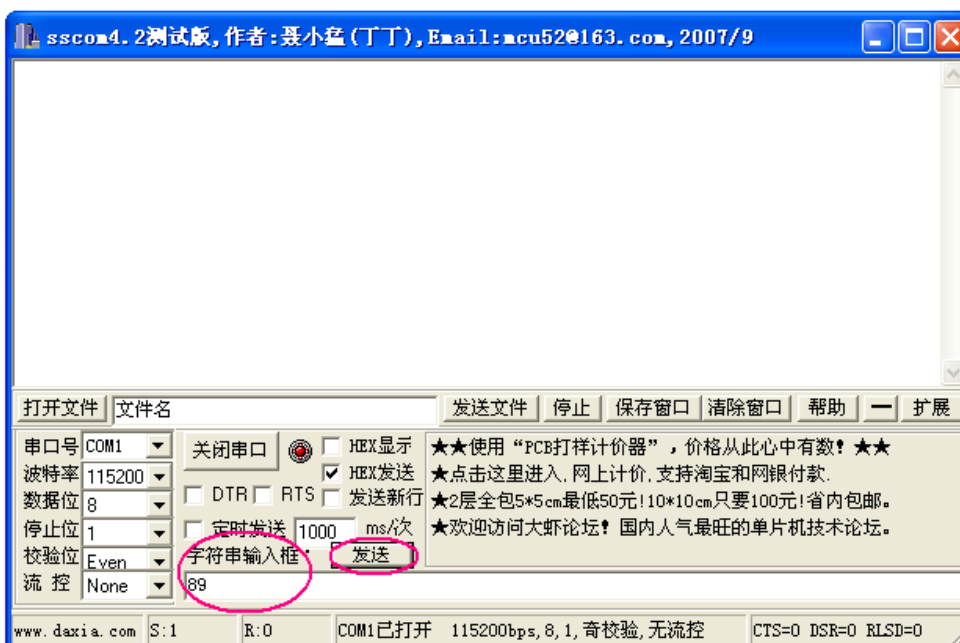 sscom4.2测试版,作者:聂小猛(丁丁),Email:mcu52@163.com,2007/9
打开文件 文件名 发送文件 停止 保存窗口 清除窗口 帮助 — 扩展
串口号 COM1 关闭串口 HEX显示 ★★使用“PCB打样计价器”,价格从此心中有数!★★
波特率 115200 HEX发送 ★点击这里进入,网上计价,支持淘宝和网银付款.
数据位 8 DTR RTS 发送新行 ★2层全包5*5cm最低50元!10*10cm只要100元!省内包邮。
停止位 1 定时发送 1000 ms/次 ★欢迎访问大虾论坛!国内人气最旺的单片机技术论坛。
校验位 Even 字符串输入框: 发送
流 控 None 89
www.daxia.com S:1 R:0 COM1已打开 115200bps,8,1,奇校验,无流控 CTS=0 DSR=0 RLSD=0